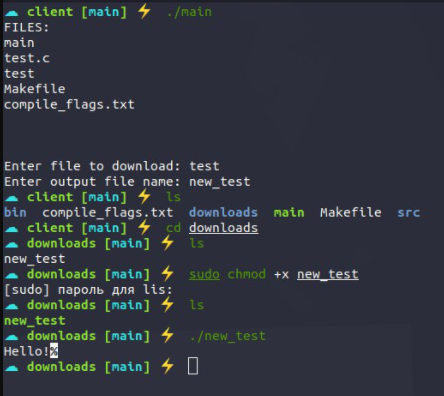 client [main] ⚡ ./main
FILES:
main
test.c
test
Makefile
compile_flags.txt
Enter file to download: test
Enter output file name: new_test
client [main] ⚡ ls
bin compile_flags.txt downloads main Makefile src
client [main] ⚡ cd downloads
downloads [main] ⚡ ls
new_test
downloads [main] ⚡ sudo chmod +x new_test
[sudo] пароль для lis:
downloads [main] ⚡ ls
new_test
downloads [main] ⚡ ./new_test
Hello!%
downloads [main] ⚡